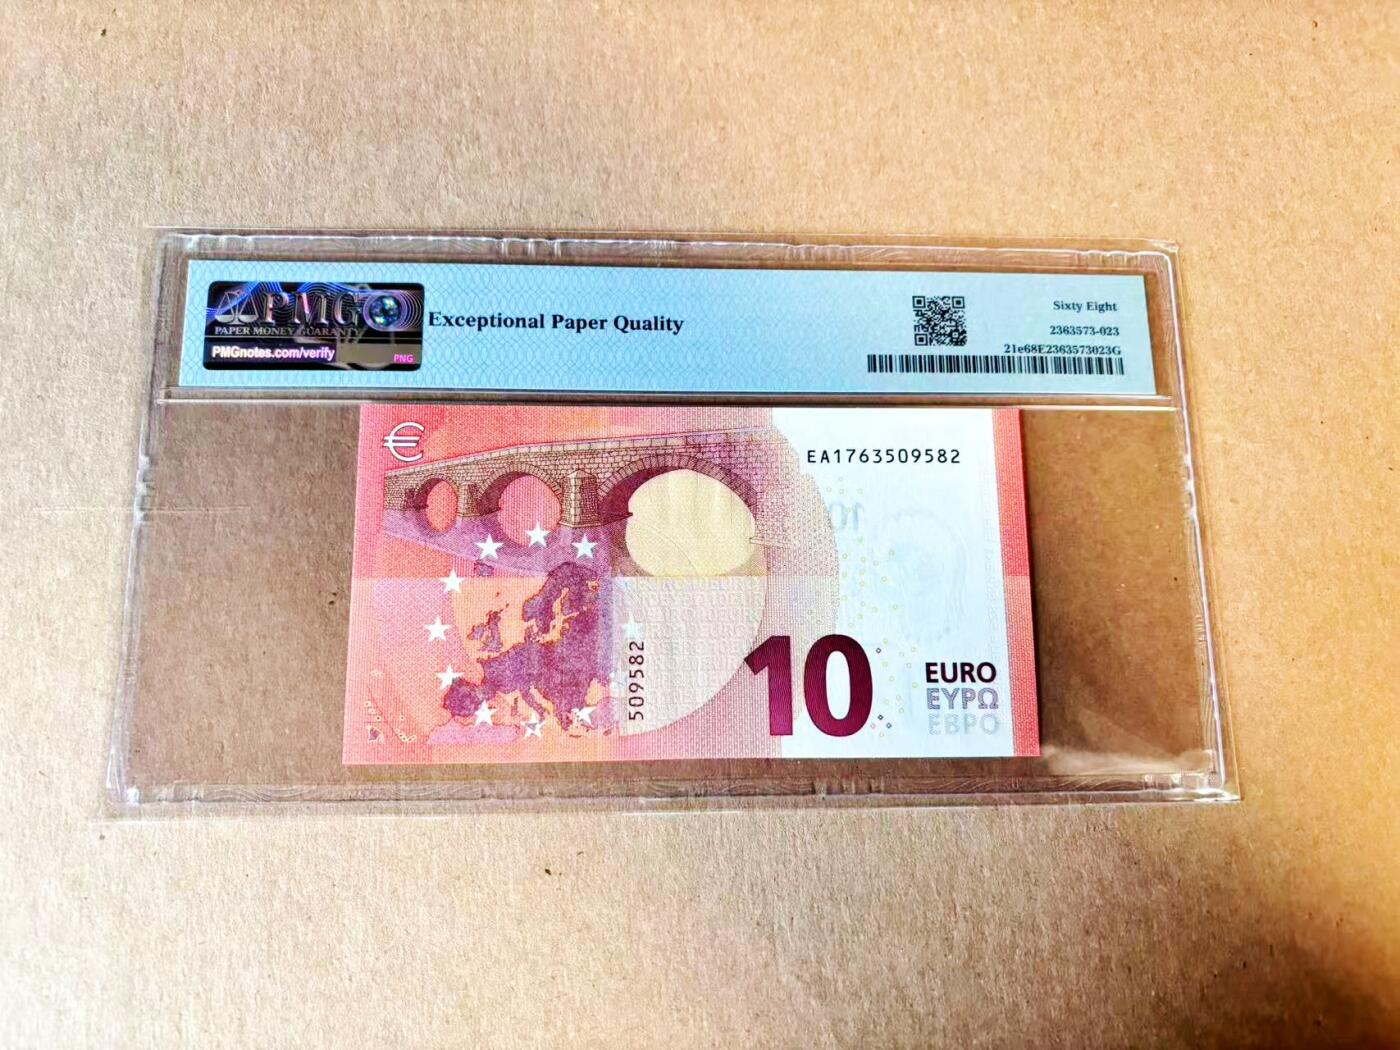 PMG
PAPER MONEY GUARANTY
PMGnotes.com/verify
PNG
Exceptional Paper Quality
Sixty Eight
2363573-023
21e68E2363573023G
€
EA1763509582
10
509582
10
EURO
ΕΥΡΩ
ЕВРО